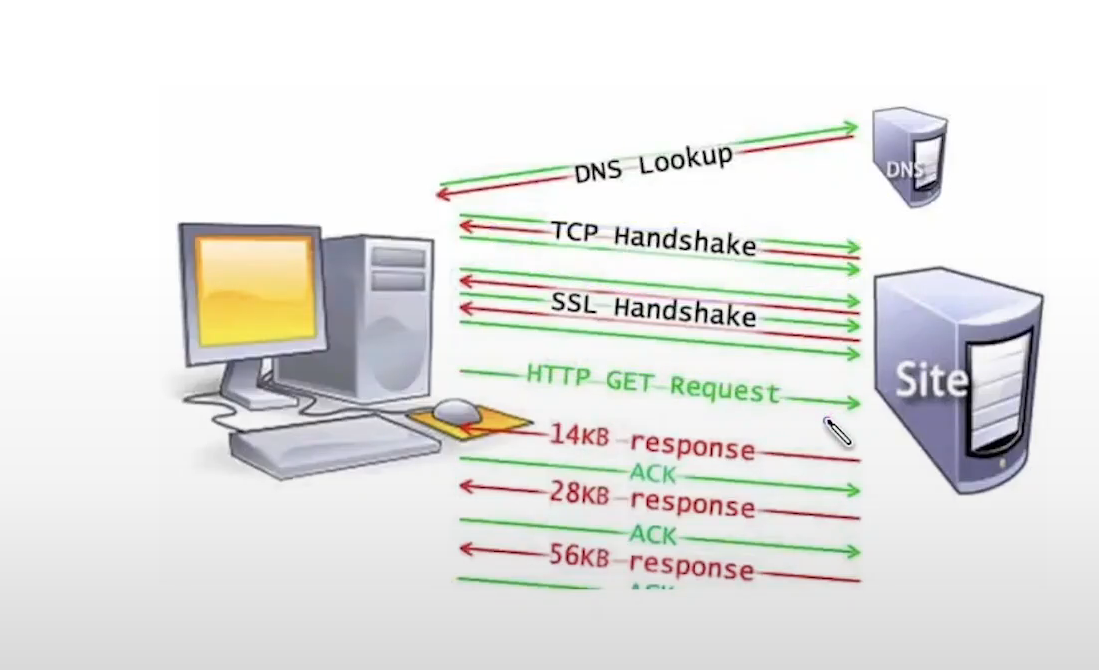 DNS Lookup
DNS
TCP Handshake
SSL Handshake
HTTP GET Request
Site
14KB response
ACK
28KB response
ACK
56KB response
ACK